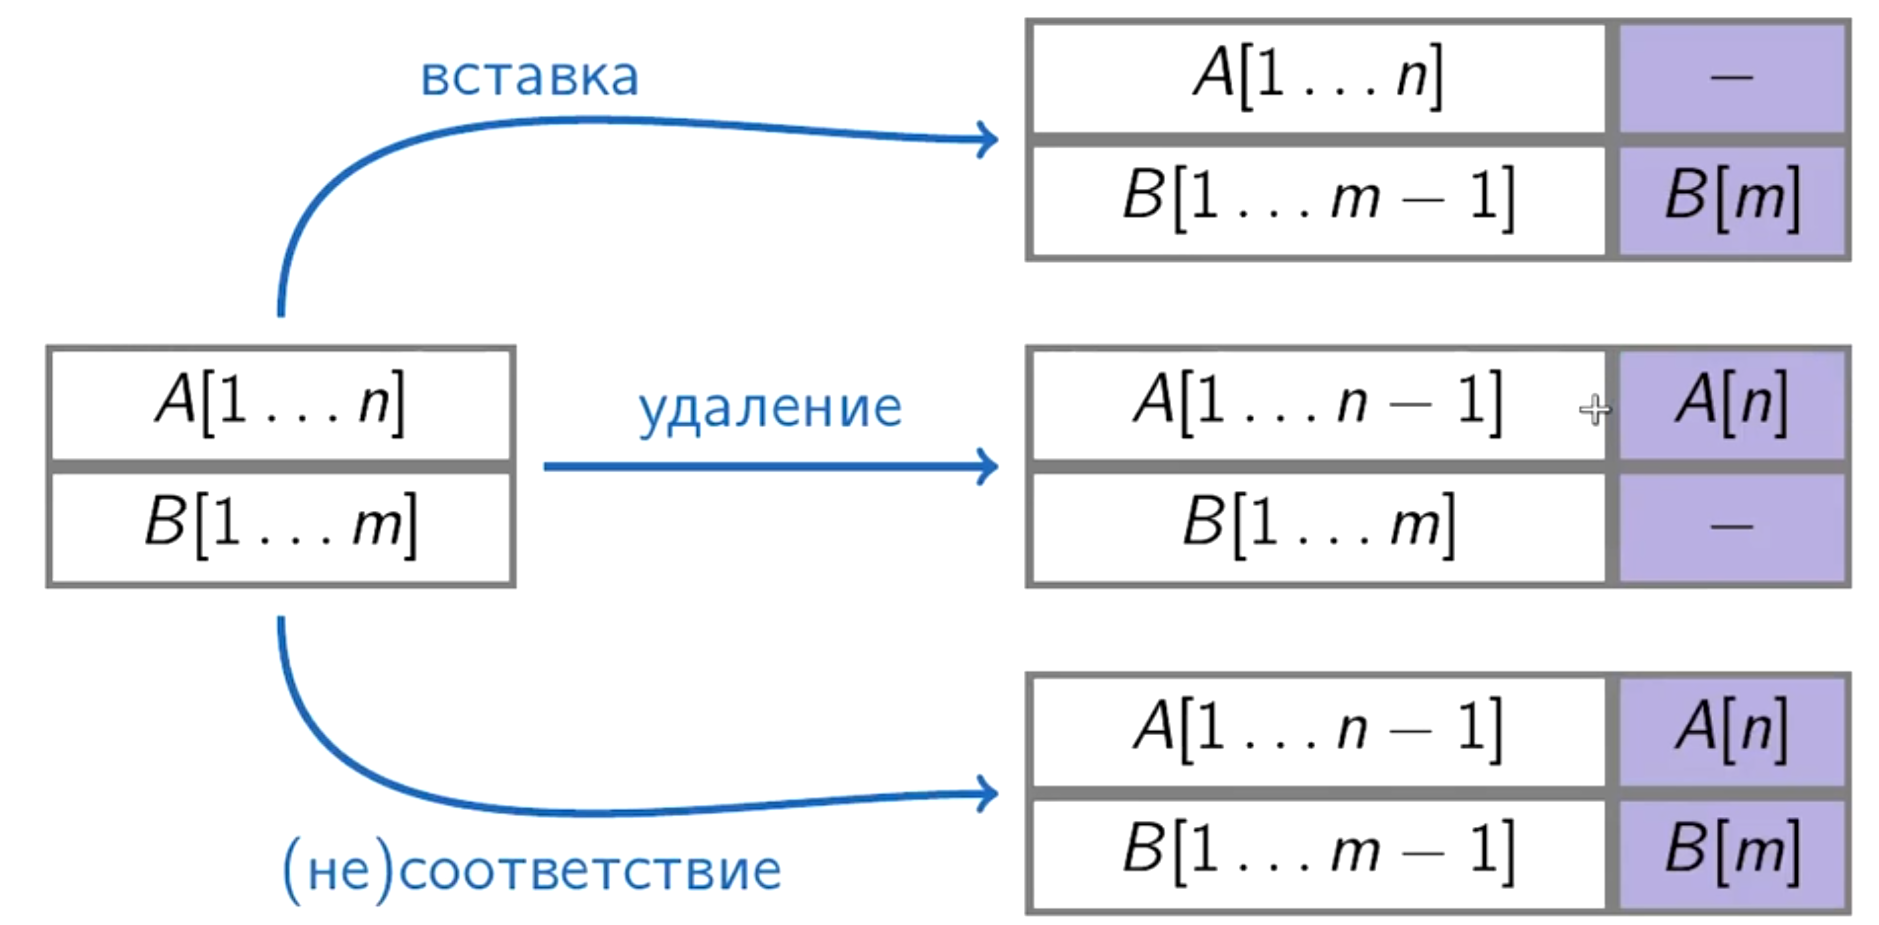 вставка
A[1 . . . n] –
B[1 . . . m – 1] B[m]
A[1 . . . n]
B[1 . . . m]
удаление
A[1 . . . n – 1] A[n]
B[1 . . . m] –
(не)соответствие
A[1 . . . n – 1] A[n]
B[1 . . . m – 1] B[m]